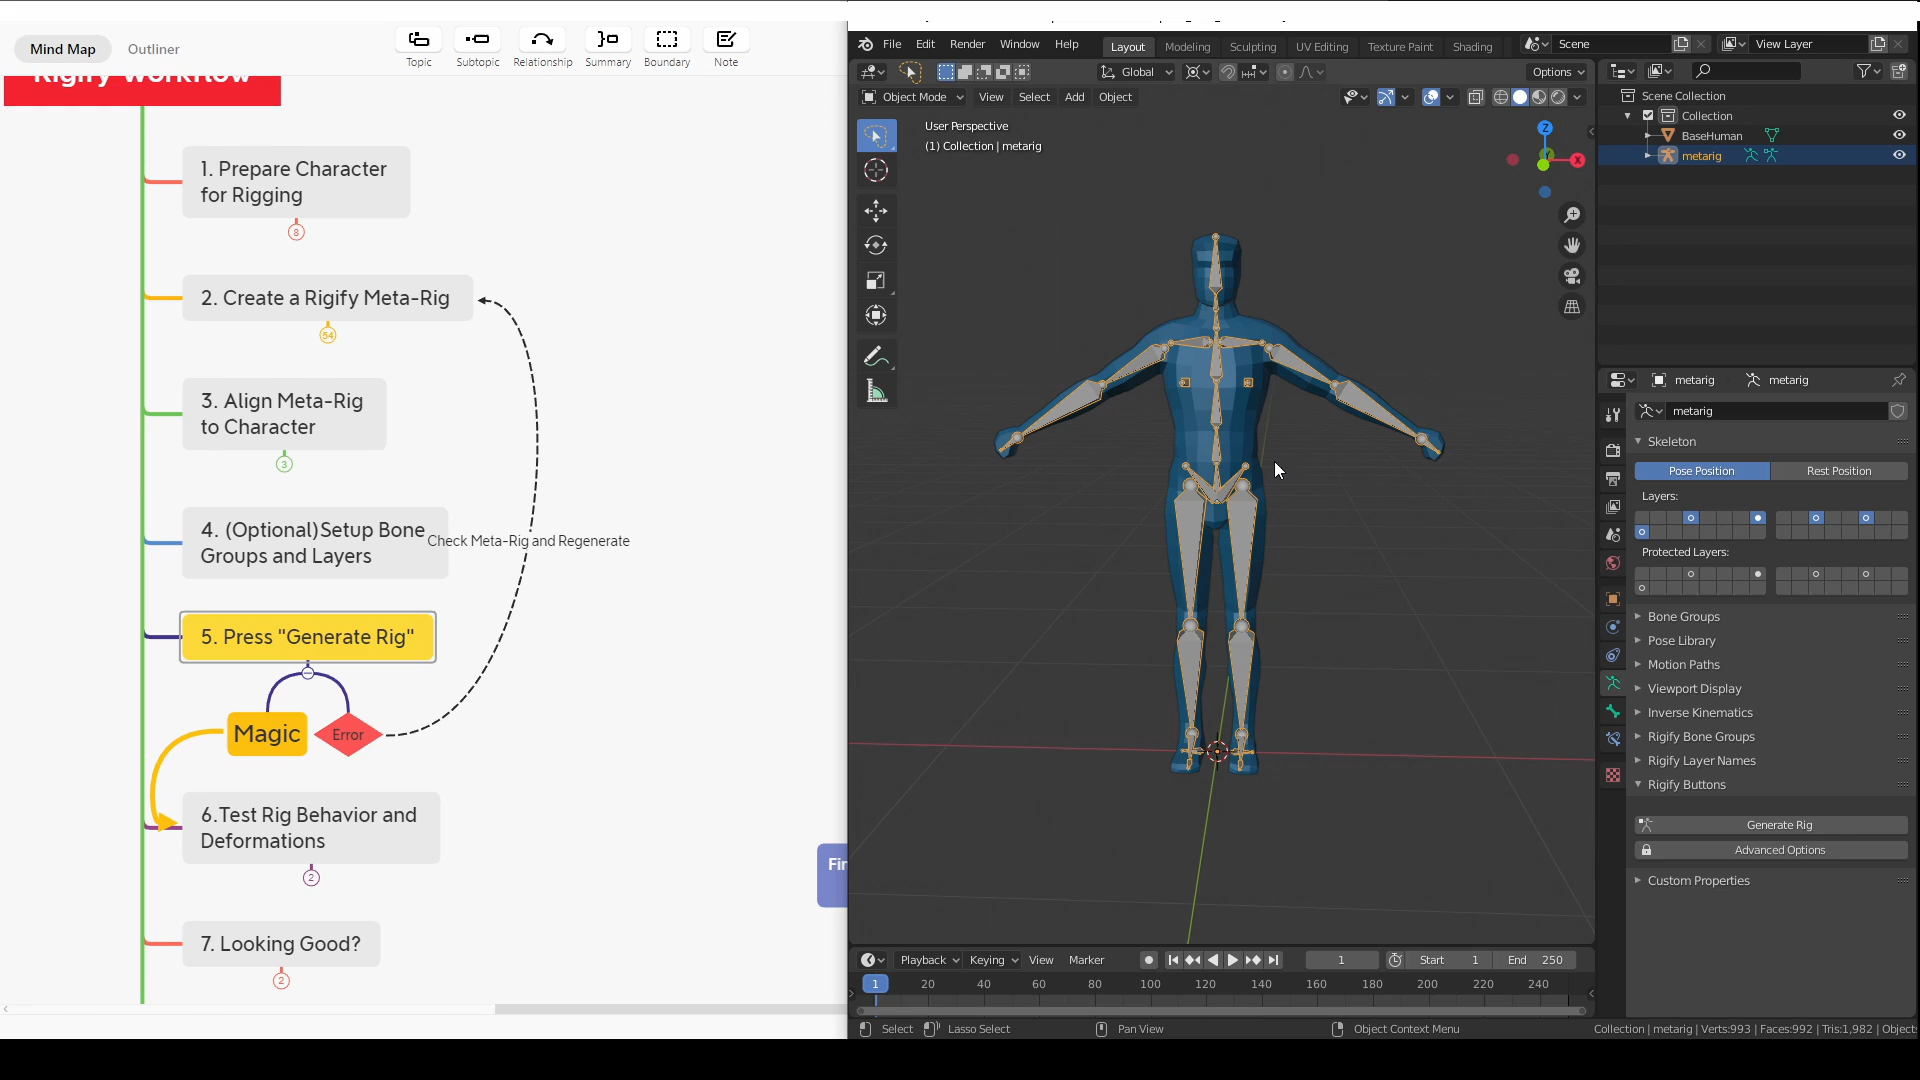 Mind Map
Outliner
Topic
Subtopic
Relationship
Summary
Boundary
Note
Rigify Workflow
1. Prepare Character
for Rigging
8
2. Create a Rigify Meta-Rig
54
3. Align Meta-Rig
to Character
3
4. (Optional)Setup Bone
Groups and Layers
Check Meta-Rig and Regenerate
5. Press "Generate Rig"
Magic
Error
6.Test Rig Behavior and
Deformations
2
7. Looking Good?
2
File Edit Render Window Help
Layout Modeling Sculpting UV Editing Texture Paint Shading
Scene
View Layer
Global
Options
Object Mode View Select Add Object
User Perspective
(1) Collection | metarig
Z
X
Scene Collection
Collection
BaseHuman
metarig
metarig metarig
metarig
Skeleton
Pose Position Rest Position
Layers:
Protected Layers:
Bone Groups
Pose Library
Motion Paths
Viewport Display
Inverse Kinematics
Rigify Bone Groups
Rigify Layer Names
Rigify Buttons
Generate Rig
Advanced Options
Custom Properties
Playback Keying View Marker
1
Start 1
End 250
1 20 40 60 80 100 120 140 160 180 200 220 240
Select Lasso Select Pan View Object Context Menu
Collection | metarig | Verts:993 | Faces:992 | Tris:1,982 | Object